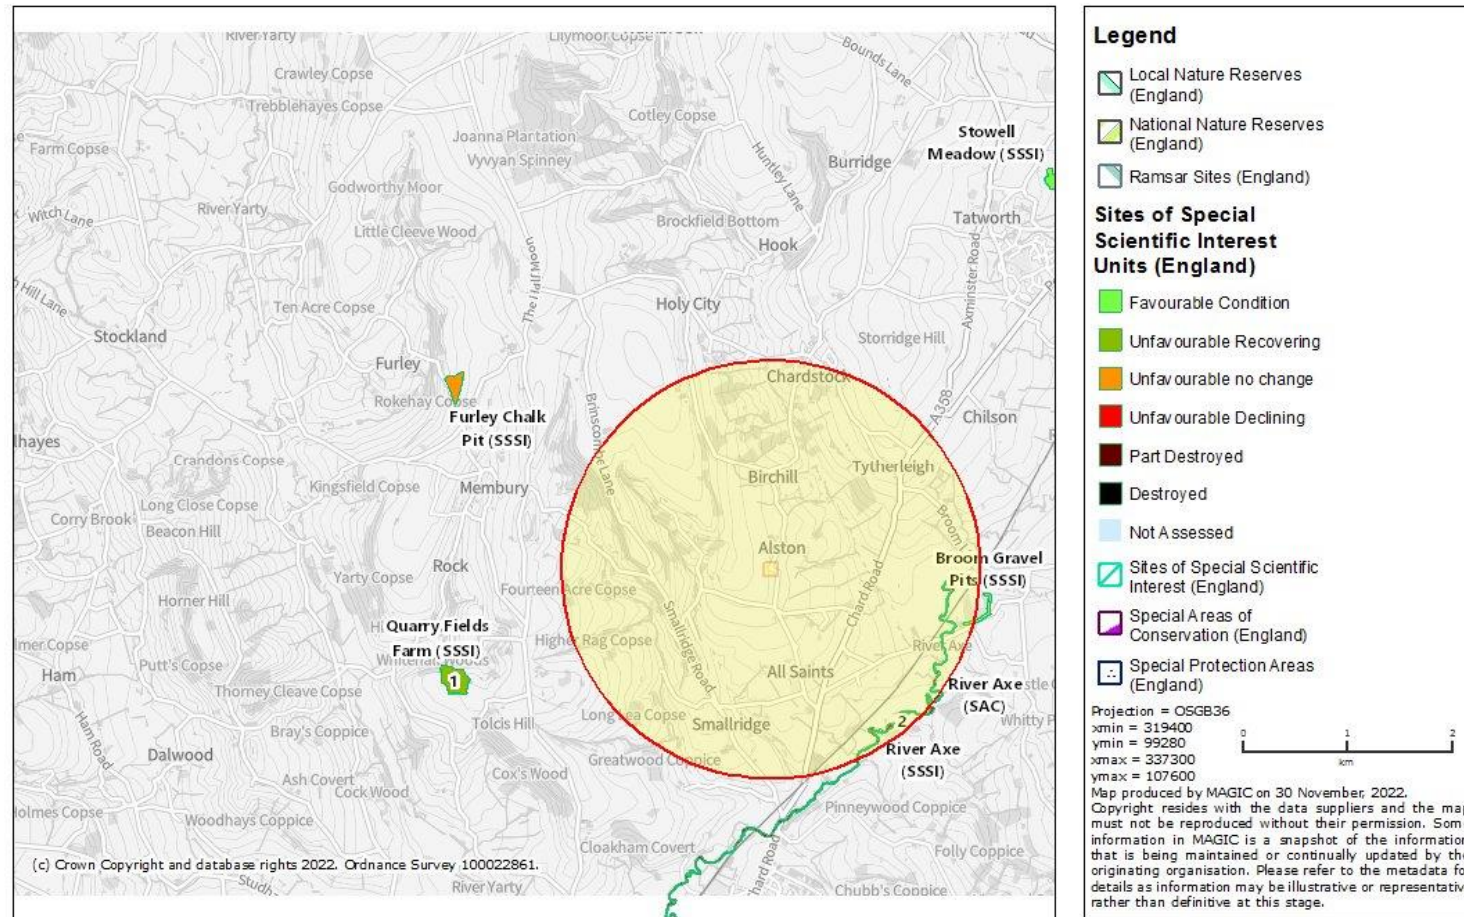 River Yarty
Lilymoor Copse
Bounds Lane
Crawley Copse
Trebblehayes Copse
Cotley Copse
Joanna Plantation
Vyvyan Spinney
Farm Copse
Huntley Lane
Burridge
Stowell
Meadow (SSSI)
Godworthy Moor
River Yarty
Witch Lane
Little Cleeve Wood
Brockfield Bottom
Tatworth
Hook
The Half Moon
Axminster Road
Hill Lane
Ten Acre Copse
Holy City
Stockland
Storridge Hill
Furley
Rokehay Copse
Chardstock
A358
Chilson
Furley Chalk
Pit (SSSI)
Brinscombe Lane
Crandons Copse
Birchill
Tytherleigh
Kingsfield Copse
Membury
Long Close Copse
Corry Brook
Beacon Hill
Alston
Broom Gravel
Pits (SSSI)
Rock
Yarty Copse
Fourteen Acre Copse
Chard Road
Horner Hill
Quarry Fields
Farm (SSSI)
Higher Rag Copse
Smallridge Road
River Axe
Putt's Copse
Ham
All Saints
1
River Axe
(SAC)
Thorney Cleave Copse
Tolcis Hill
Long Lea Copse
Smallridge
2
Ham Road
Bray's Coppice
River Axe
(SSSI)
Dalwood
Greatwood Coppice
Cox's Wood
Ash Covert
Cock Wood
Holmes Copse
Woodhays Coppice
Pinneywood Coppice
Cloakham Covert
Folly Coppice
(c) Crown Copyright and database rights 2022. Ordnance Survey 100022861.
River Yarty
Chubb's Coppice
Legend
Local Nature Reserves
(England)
National Nature Reserves
(England)
Ramsar Sites (England)
Sites of Special
Scientific Interest
Units (England)
Favourable Condition
Unfavourable Recovering
Unfavourable no change
Unfavourable Declining
Part Destroyed
Destroyed
Not Assessed
Sites of Special Scientific
Interest (England)
Special Areas of
Conservation (England)
Special Protection Areas
(England)
Projection = OSGB36
xmin = 319400
ymin = 99280
xmax = 337300
ymax = 107600
0 1 2
km
Map produced by MAGIC on 30 November, 2022.
Copyright resides with the data suppliers and the map
must not be reproduced without their permission. Som
information in MAGIC is a snapshot of the information
that is being maintained or continually updated by the
originating organisation. Please refer to the metadata fo
details as information may be illustrative or representativ
rather than definitive at this stage.